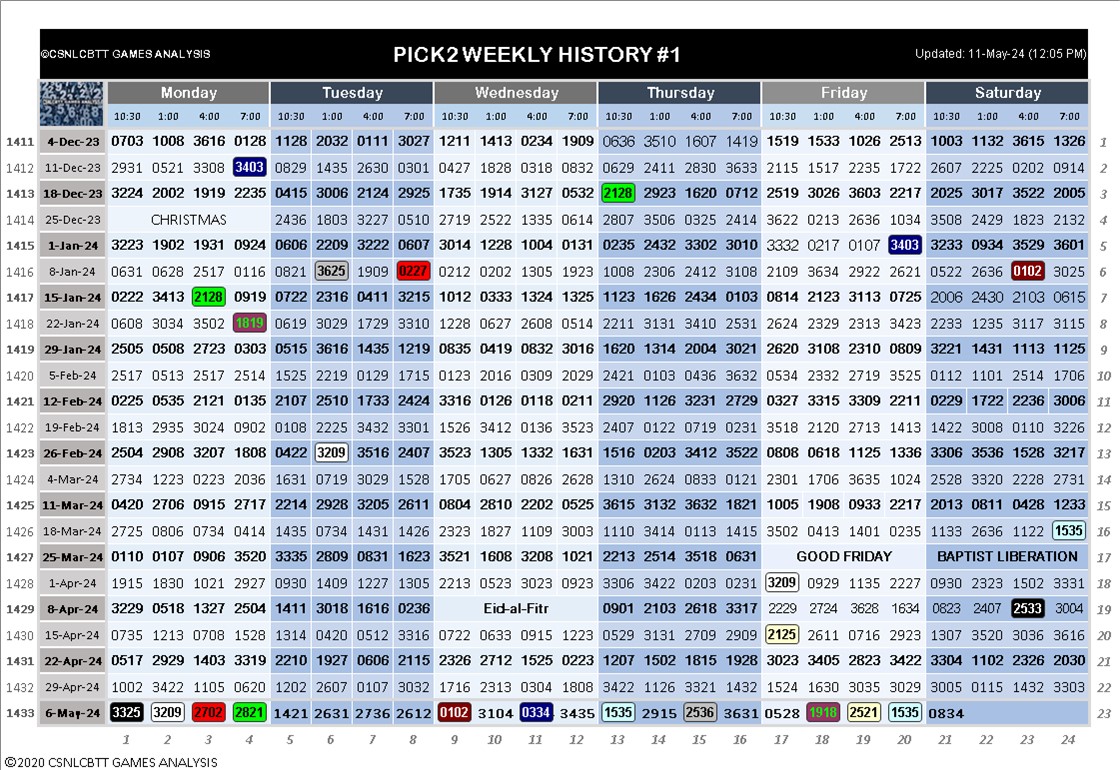 ©CSNLCBTT GAMES ANALYSIS PICK2 WEEKLY HISTORY #1 Updated: 11-May-24 (12:05 PM)
Monday Tuesday Wednesday Thursday Friday Saturday
10:30 1:00 4:00 7:00 10:30 1:00 4:00 7:00 10:30 1:00 4:00 7:00 10:30 1:00 4:00 7:00 10:30 1:00 4:00 7:00 10:30 1:00 4:00 7:00
1411 4-Dec-23 0703 1008 3616 0128 1128 2032 0111 3027 1211 1413 0234 1909 0636 3510 1607 1419 1519 1533 1026 2513 1003 1132 3615 1326 1
1412 11-Dec-23 2931 0521 3308 3403 0829 1435 2630 0301 0427 1828 0318 0832 0629 2411 2830 3633 2115 1517 2235 1722 2607 2225 0202 0914 2
1413 18-Dec-23 3224 2002 1919 2235 0415 3006 2124 2925 1735 1914 3127 0532 2128 2923 1620 0712 2519 3026 3603 2217 2025 3017 3522 2005 3
1414 25-Dec-23 CHRISTMAS 2436 1803 3227 0510 2719 2522 1335 0614 2807 3506 0325 2414 3622 0213 2636 1034 3508 2429 1823 2132 4
1415 1-Jan-24 3223 1902 1931 0924 0606 2209 3222 0607 3014 1228 1004 0131 0235 2432 3302 3010 3332 0217 0107 3403 3233 0934 3529 3601 5
1416 8-Jan-24 0631 0628 2517 0116 0821 3625 1909 0227 0212 0202 1305 1923 1008 2306 2412 3108 2109 3634 2922 2621 0522 2636 0102 3025 6
1417 15-Jan-24 0222 3413 2128 0919 0722 2316 0411 3215 1012 0333 1324 1325 1123 1626 2434 0103 0814 2123 3113 0725 2006 2430 2103 0615 7
1418 22-Jan-24 0608 3034 3502 1819 0619 3029 1729 3310 1228 0627 2608 0514 2211 3131 3410 2531 2624 2329 2313 3423 2233 1235 3117 3115 8
1419 29-Jan-24 2505 0508 2723 0303 0515 3616 1435 1219 0835 0419 0832 3016 1620 1314 2004 3021 2620 3108 2310 0809 3221 1431 1113 1125 9
1420 5-Feb-24 2517 0513 2517 2514 1525 2219 0129 1715 0123 2016 0309 2029 2421 0103 0436 3632 0534 2332 2719 3525 0112 1101 2514 1706 10
1421 12-Feb-24 0225 0535 2121 0135 2107 2510 1733 2424 3316 0126 0118 0211 2920 1126 3231 2729 0327 3315 3309 2211 0229 1722 2236 3006 11
1422 19-Feb-24 1813 2935 3024 0902 0108 2225 3432 3301 1526 3412 0136 3523 2407 0122 0719 0231 3518 2120 2713 1413 1422 3008 0110 3226 12
1423 26-Feb-24 2504 2908 3207 1808 0422 3209 3516 2407 3523 1305 1332 1631 1516 0203 3412 3522 0808 0618 1125 1336 3306 3536 1528 3217 13
1424 4-Mar-24 2734 1223 0223 2036 1631 0719 3029 1528 1705 0627 0826 2628 1310 2624 0833 0121 2301 1706 3635 1024 2528 3320 2228 2731 14
1425 11-Mar-24 0420 2706 0915 2717 2214 2928 3205 2611 0804 2810 2202 0525 3615 3132 3632 1821 1005 1908 0933 2217 2013 0811 0428 1233 15
1426 18-Mar-24 2725 0806 0734 0414 1435 0734 1431 1426 2323 1827 1109 3003 1110 3414 0113 1415 3502 0413 1401 0235 1133 2636 1122 1535 16
1427 25-Mar-24 0110 0107 0906 3520 3335 2809 0831 1623 3521 1608 3208 1021 2213 2514 3518 0631 GOOD FRIDAY BAPTIST LIBERATION 17
1428 1-Apr-24 1915 1830 1021 2927 0930 1409 1227 1305 2213 0523 3023 0923 3306 3422 0203 0231 3209 0929 1135 2227 0930 2323 1502 3331 18
1429 8-Apr-24 3229 0518 1327 2504 1411 3018 1616 0236 Eid-al-Fitr 0901 2103 2618 3317 2229 2724 3628 1634 0823 2407 2533 3004 19
1430 15-Apr-24 0735 1213 0708 1528 1314 0420 0512 3316 0722 0633 0915 1223 0529 3131 2709 2909 2125 2611 0716 2923 1307 3520 3036 3616 20
1431 22-Apr-24 0517 2929 1403 3319 2210 1927 0606 2115 2326 2712 1525 0223 1207 1502 1815 1928 3023 3405 2823 3422 3304 1102 2326 2030 21
1432 29-Apr-24 1002 3422 1105 0620 1202 2607 0107 3032 1716 2313 0304 1808 3422 1126 3321 1432 1524 1630 3035 3029 3005 0115 1432 3303 22
1433 6-May-24 3325 3209 2702 2821 1421 2631 2736 2612 0102 3104 0334 3435 1535 2915 2536 3631 0528 1918 2521 1535 0834 23
1 2 3 4 5 6 7 8 9 10 11 12 13 14 15 16 17 18 19 20 21 22 23 24
©2020 CSNLCBTT GAMES ANALYSIS